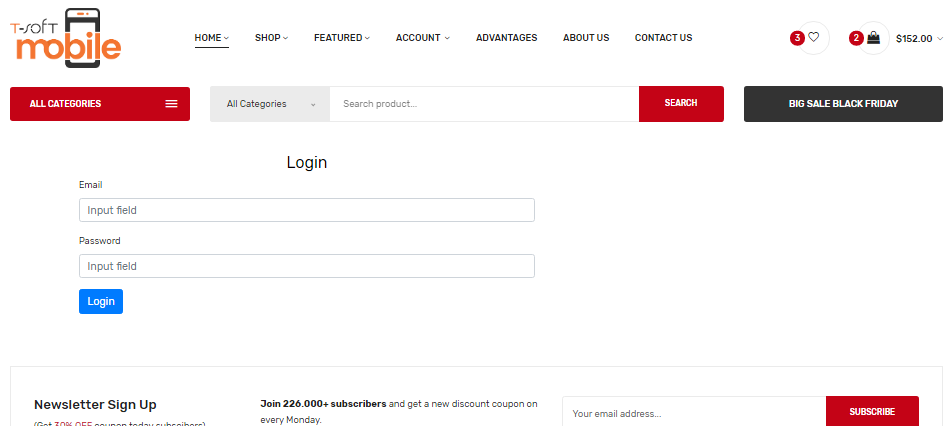 T-SOFT
mobile
HOME SHOP FEATURED ACCOUNT ADVANTAGES ABOUT US CONTACT US
3 2 $152.00
ALL CATEGORIES All Categories Search product... SEARCH BIG SALE BLACK FRIDAY
Login
Email
Input field
Password
Input field
Login
Newsletter Sign Up
(Get 30% OFF coupon today subscibers)
Join 226.000+ subscribers and get a new discount coupon on
every Monday.
Your email address... SUBSCRIBE